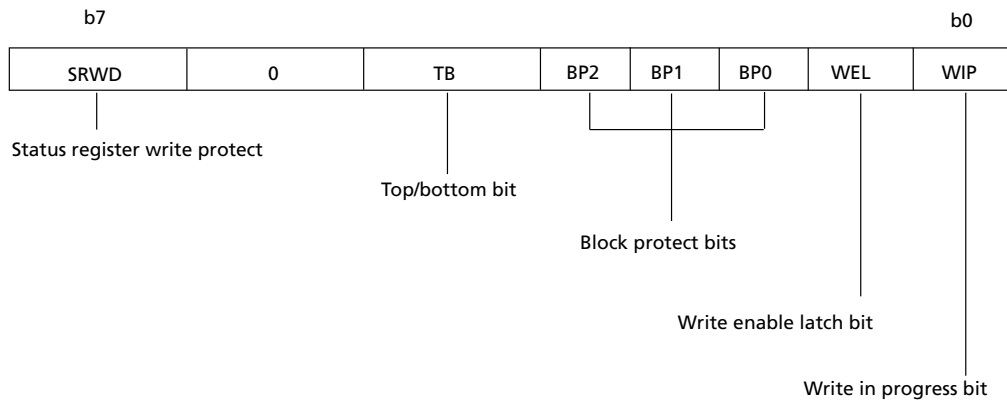 b7 b0
SRWD 0 TB BP2 BP1 BP0 WEL WIP
Status register write protect
Top/bottom bit
Block protect bits
Write enable latch bit
Write in progress bit